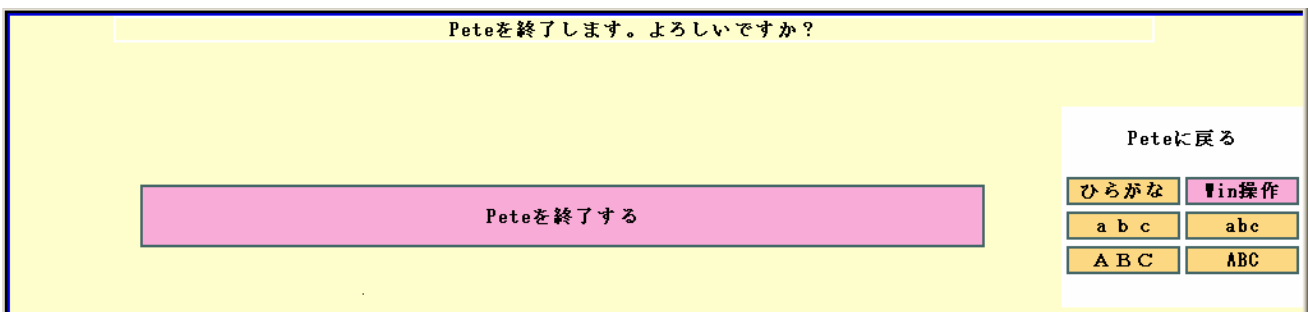 Peteを終了します。よろしいですか？
Peteに戻る
Peteを終了する
ひらがな Win操作
ａｂｃ abc
ＡＢＣ ABC